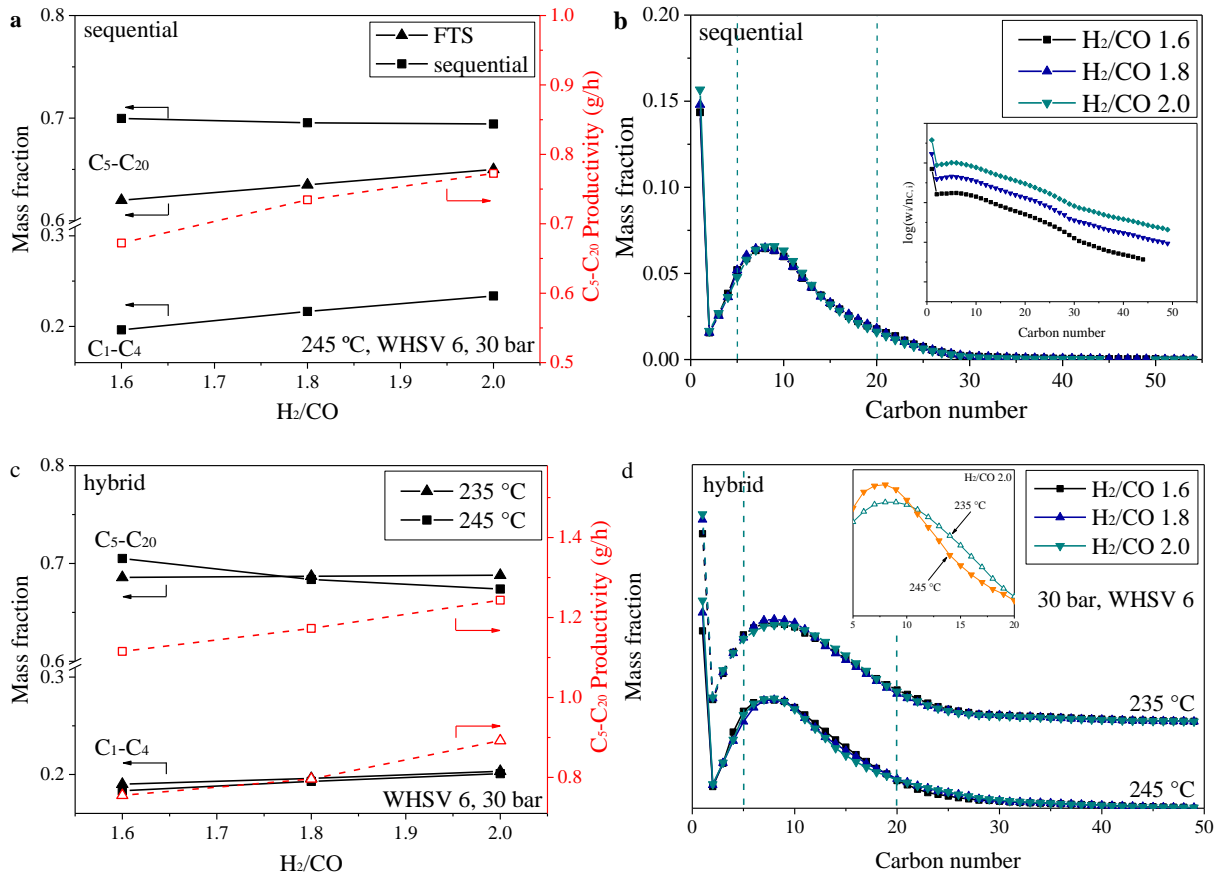 a
sequential
FTS
sequential
C₅-C₂₀
C₁-C₄
245 ºC, WHSV 6, 30 bar
0.8
0.7
0.6
0.3
0.2
Mass fraction
1.6 1.7 1.8 1.9 2.0
H₂/CO
1.0
0.9
0.8
0.7
0.6
0.5
C₅-C₂₀ Productivity (g/h)
b
sequential
H₂/CO 1.6
H₂/CO 1.8
H₂/CO 2.0
0.20
0.15
0.10
0.05
0.00
Mass fraction
0 10 20 30 40 50
Carbon number
log(wᵢ/nc,ᵢ)
0 10 20 30 40 50
Carbon number
c
hybrid
235 °C
245 °C
C₅-C₂₀
C₁-C₄
WHSV 6, 30 bar
0.8
0.7
0.6
0.3
0.2
Mass fraction
1.6 1.7 1.8 1.9 2.0
H₂/CO
1.4
1.2
1.0
0.8
C₅-C₂₀ Productivity (g/h)
d
hybrid
H₂/CO 1.6
H₂/CO 1.8
H₂/CO 2.0
H₂/CO 2.0
235 °C
245 °C
5 10 15 20
30 bar, WHSV 6
235 °C
245 °C
Mass fraction
0 10 20 30 40 50
Carbon number